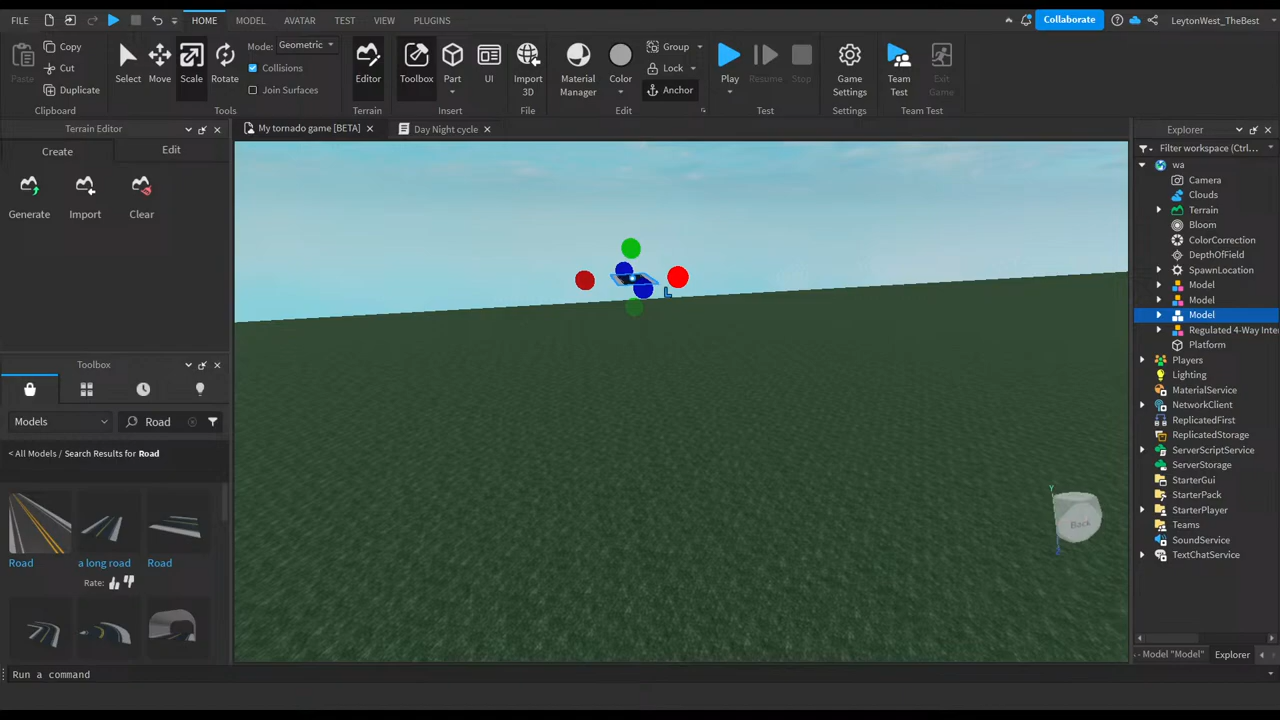 FILE
HOME
MODEL
AVATAR
TEST
VIEW
PLUGINS
Collaborate
LeytonWest_TheBest
Paste
Copy
Cut
Duplicate
Clipboard
Select
Move
Scale
Rotate
Mode: Geometric
Collisions
Join Surfaces
Tools
Editor
Terrain
Toolbox
Part
UI
Insert
Import
3D
File
Material
Manager
Color
Group
Lock
Anchor
Edit
Play
Resume
Stop
Test
Game
Settings
Settings
Team
Test
Exit
Game
Team Test
Terrain Editor
Create
Edit
Generate
Import
Clear
Toolbox
Models
Road
< All Models / Search Results for Road
Road
a long road
Road
Rate:
My tornado game [BETA]
Day Night cycle
L
Y
Back
Explorer
Filter workspace (Ctrl...
wa
Camera
Clouds
Terrain
Bloom
ColorCorrection
DepthOfField
SpawnLocation
Model
Model
Model
Regulated 4-Way Inte
Platform
Players
Lighting
MaterialService
NetworkClient
ReplicatedFirst
ReplicatedStorage
ServerScriptService
ServerStorage
StarterGui
StarterPack
StarterPlayer
Teams
SoundService
TextChatService
Model "Model"
Explorer
Run a command